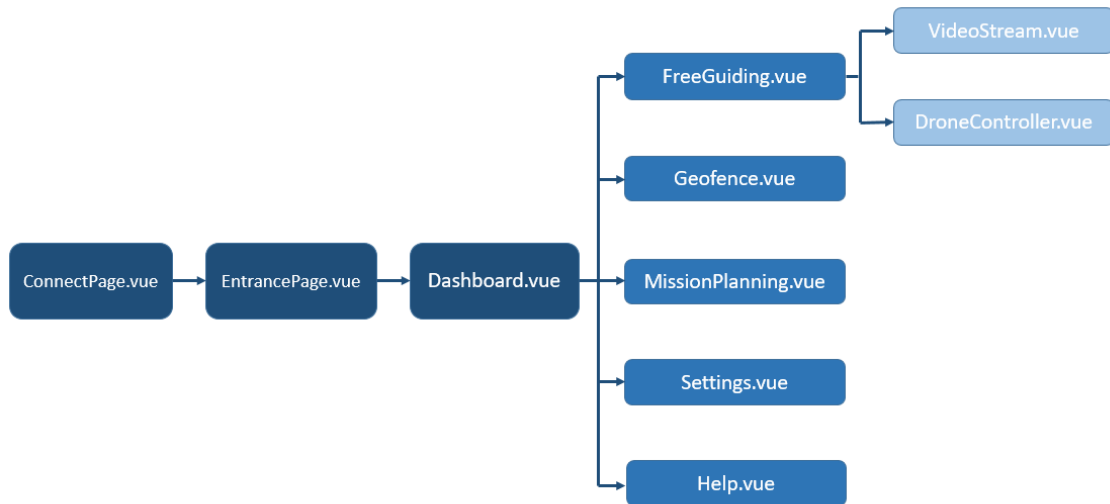 VideoStream.vue
FreeGuiding.vue
DroneController.vue
Geofence.vue
ConnectPage.vue
EntrancePage.vue
Dashboard.vue
MissionPlanning.vue
Settings.vue
Help.vue